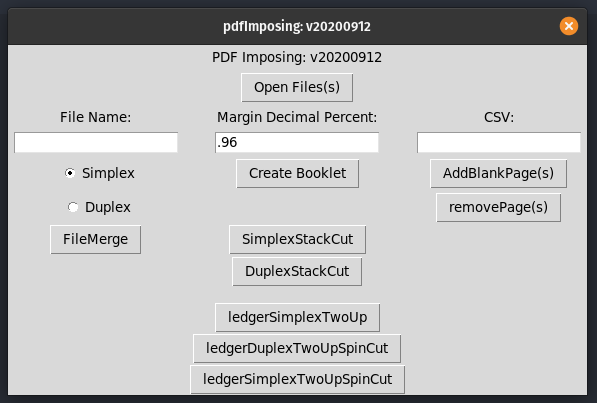 pdfImposing: v20200912
PDF Imposing: v20200912
Open Files(s)
File Name: Margin Decimal Percent: CSV:
.96
Simplex Create Booklet AddBlankPage(s)
Duplex removePage(s)
FileMerge SimplexStackCut
DuplexStackCut
ledgerSimplexTwoUp
ledgerDuplexTwoUpSpinCut
ledgerSimplexTwoUpSpinCut